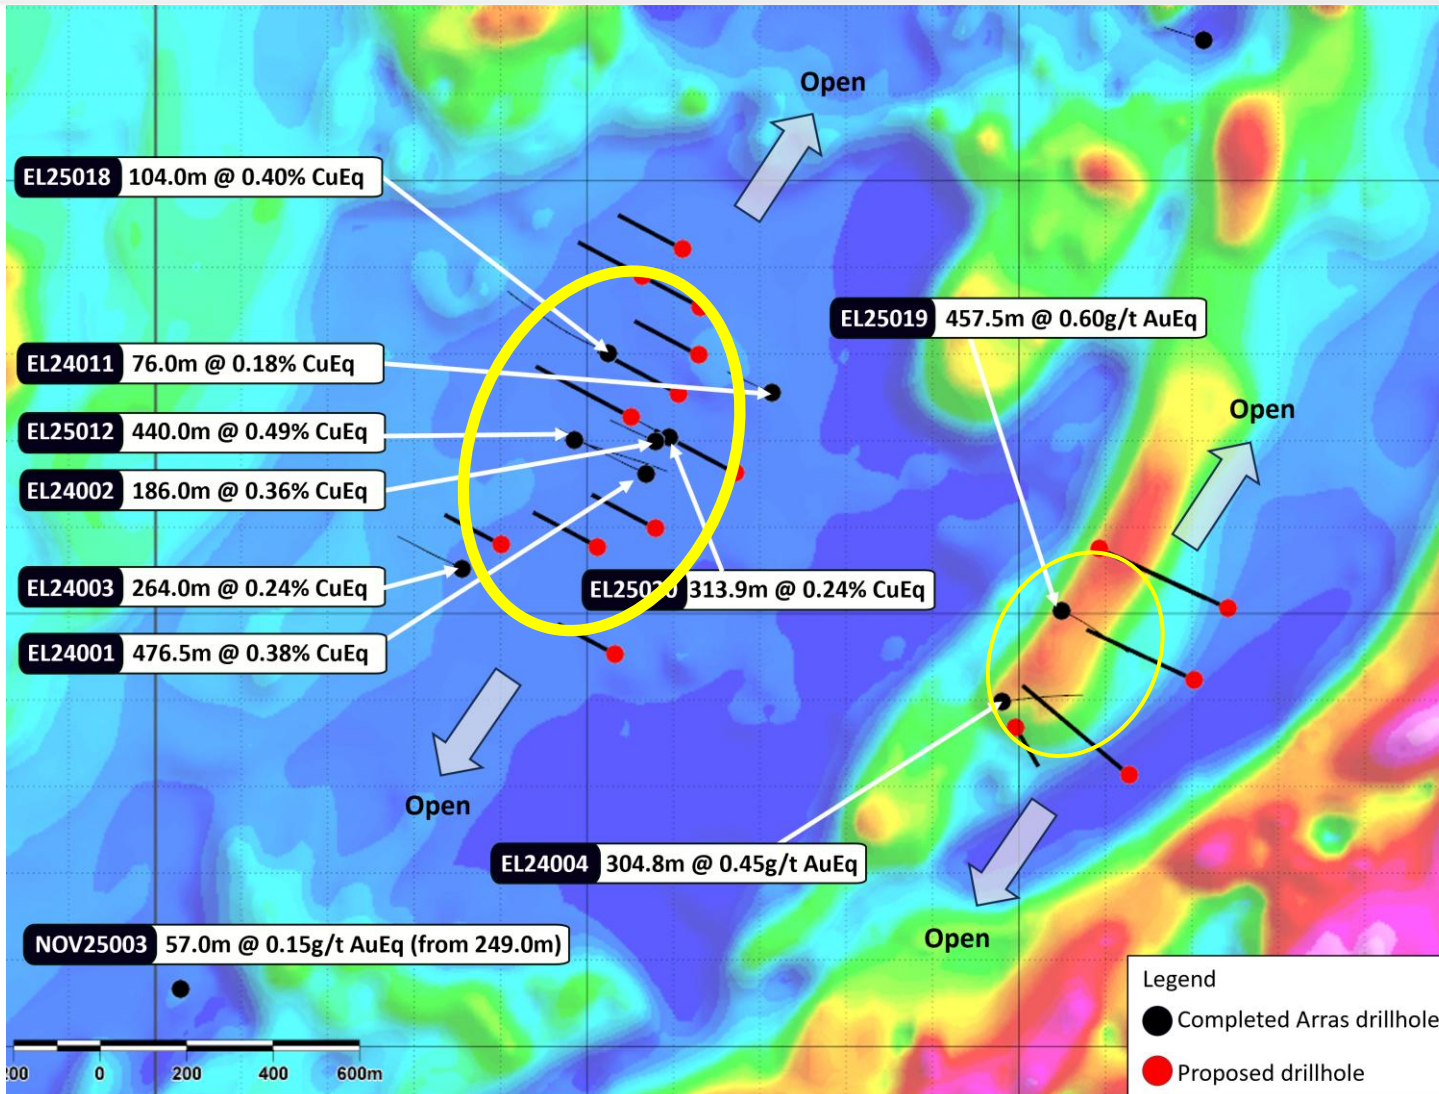 Open
EL25018 104.0m @ 0.40% CuEq
EL25019 457.5m @ 0.60g/t AuEq
EL24011 76.0m @ 0.18% CuEq
Open
EL25012 440.0m @ 0.49% CuEq
EL24002 186.0m @ 0.36% CuEq
EL24003 264.0m @ 0.24% CuEq
EL25020 313.9m @ 0.24% CuEq
EL24001 476.5m @ 0.38% CuEq
Open
EL24004 304.8m @ 0.45g/t AuEq
Open
NOV25003 57.0m @ 0.15g/t AuEq (from 249.0m)
Legend
Completed Arras drillhole
Proposed drillhole
200 0 200 400 600m